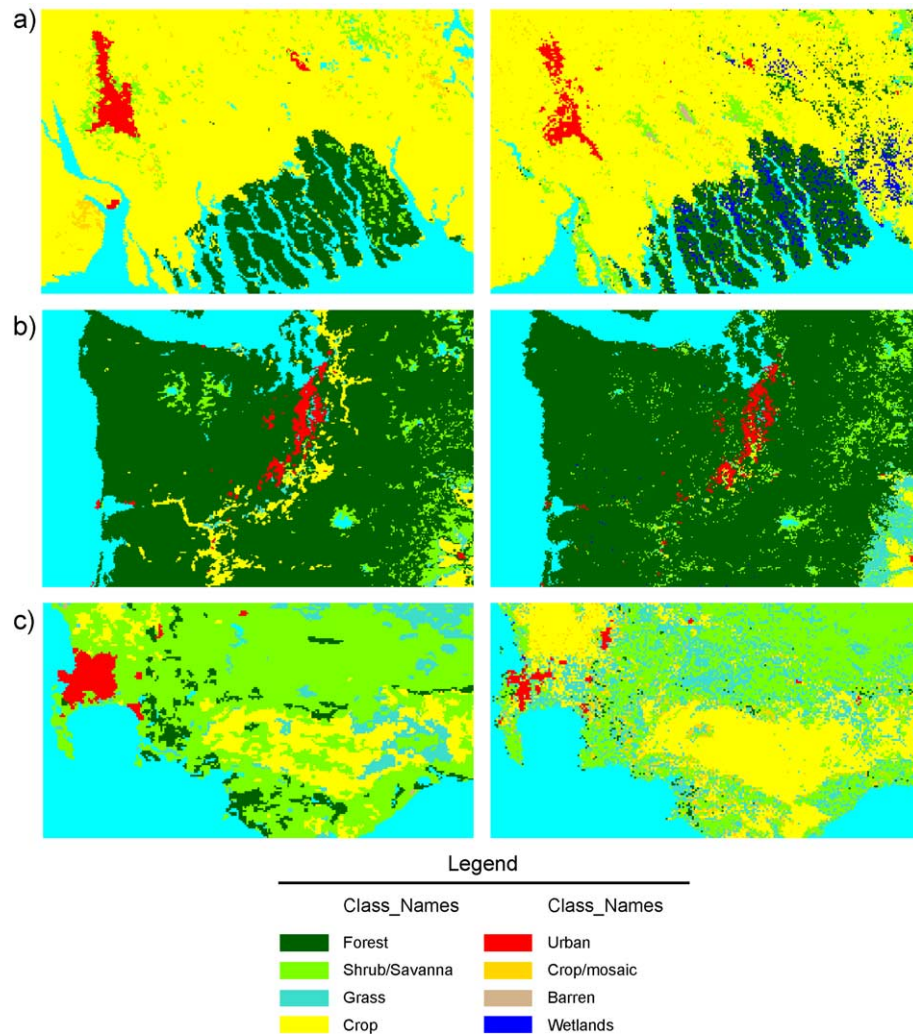 a)
b)
c)
Legend
Class_Names Class_Names
Forest Urban
Shrub/Savanna Crop/mosaic
Grass Barren
Crop Wetlands